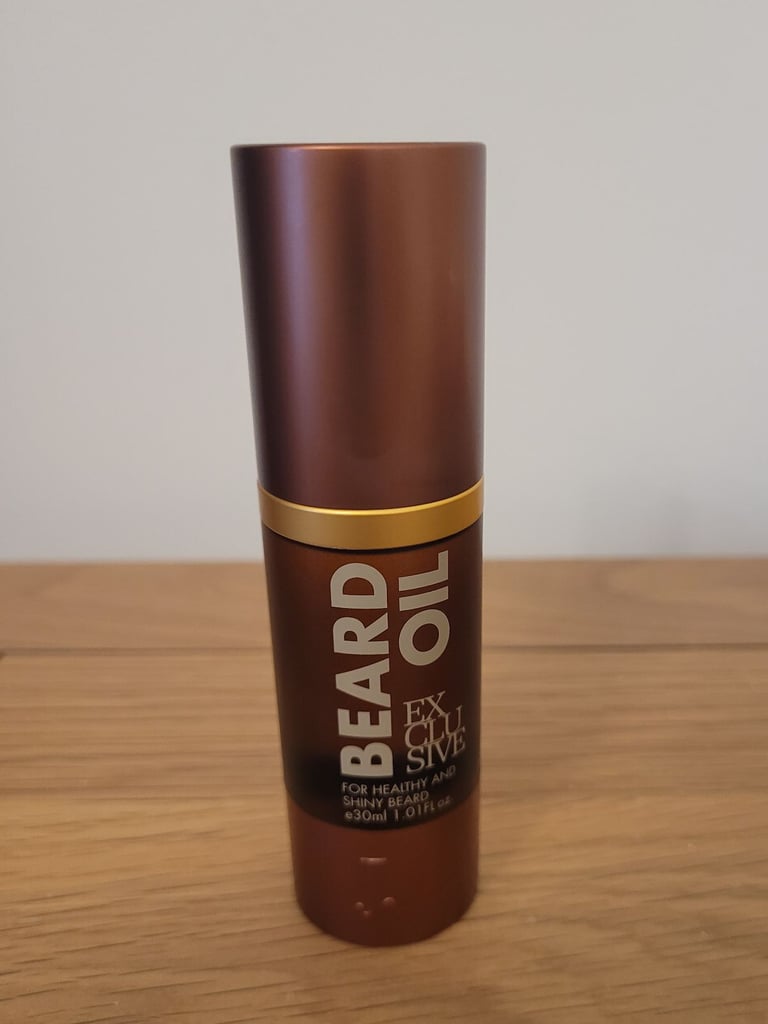 BEARD
OIL
EX
CLU
SIVE
FOR HEALTHY AND
SHINY BEARD
e30ml 1.01FL oz.